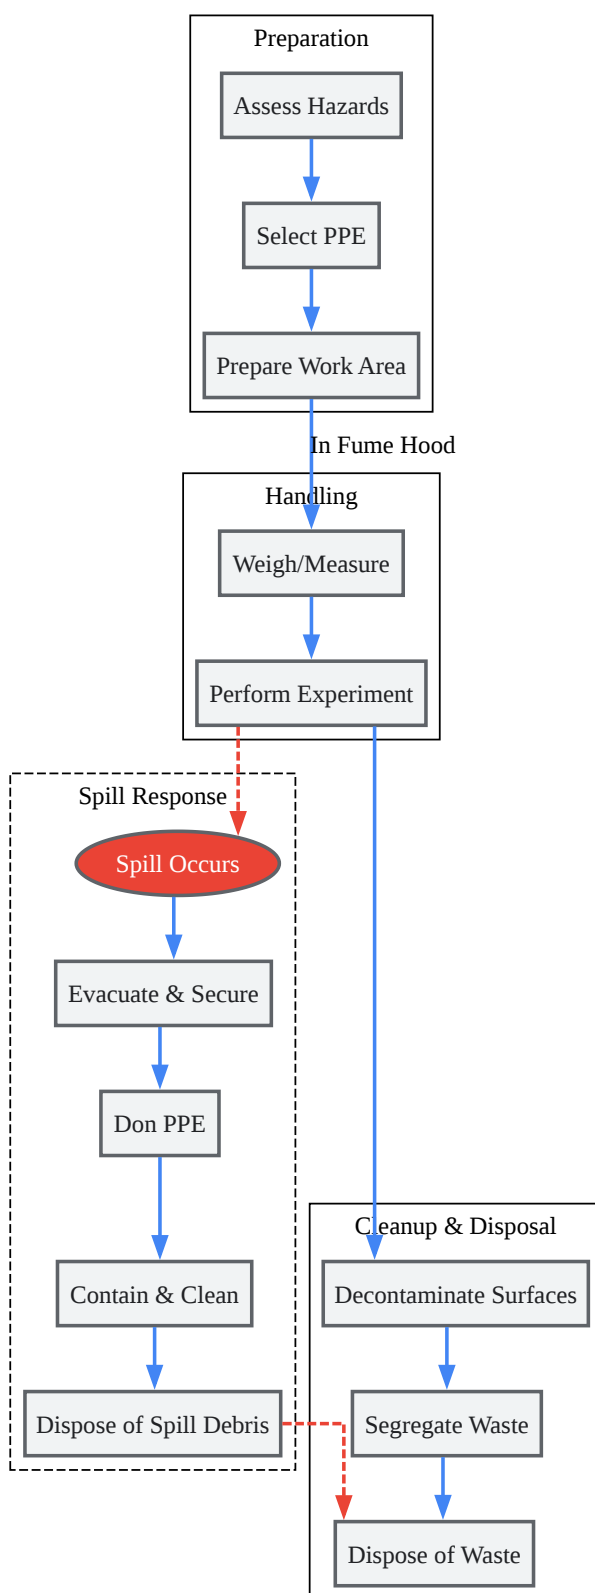 Preparation
Assess Hazards
Select PPE
Prepare Work Area
In Fume Hood
Handling
Weigh/Measure
Perform Experiment
Spill Response
Spill Occurs
Evacuate & Secure
Don PPE
Contain & Clean
Dispose of Spill Debris
Cleanup & Disposal
Decontaminate Surfaces
Segregate Waste
Dispose of Waste